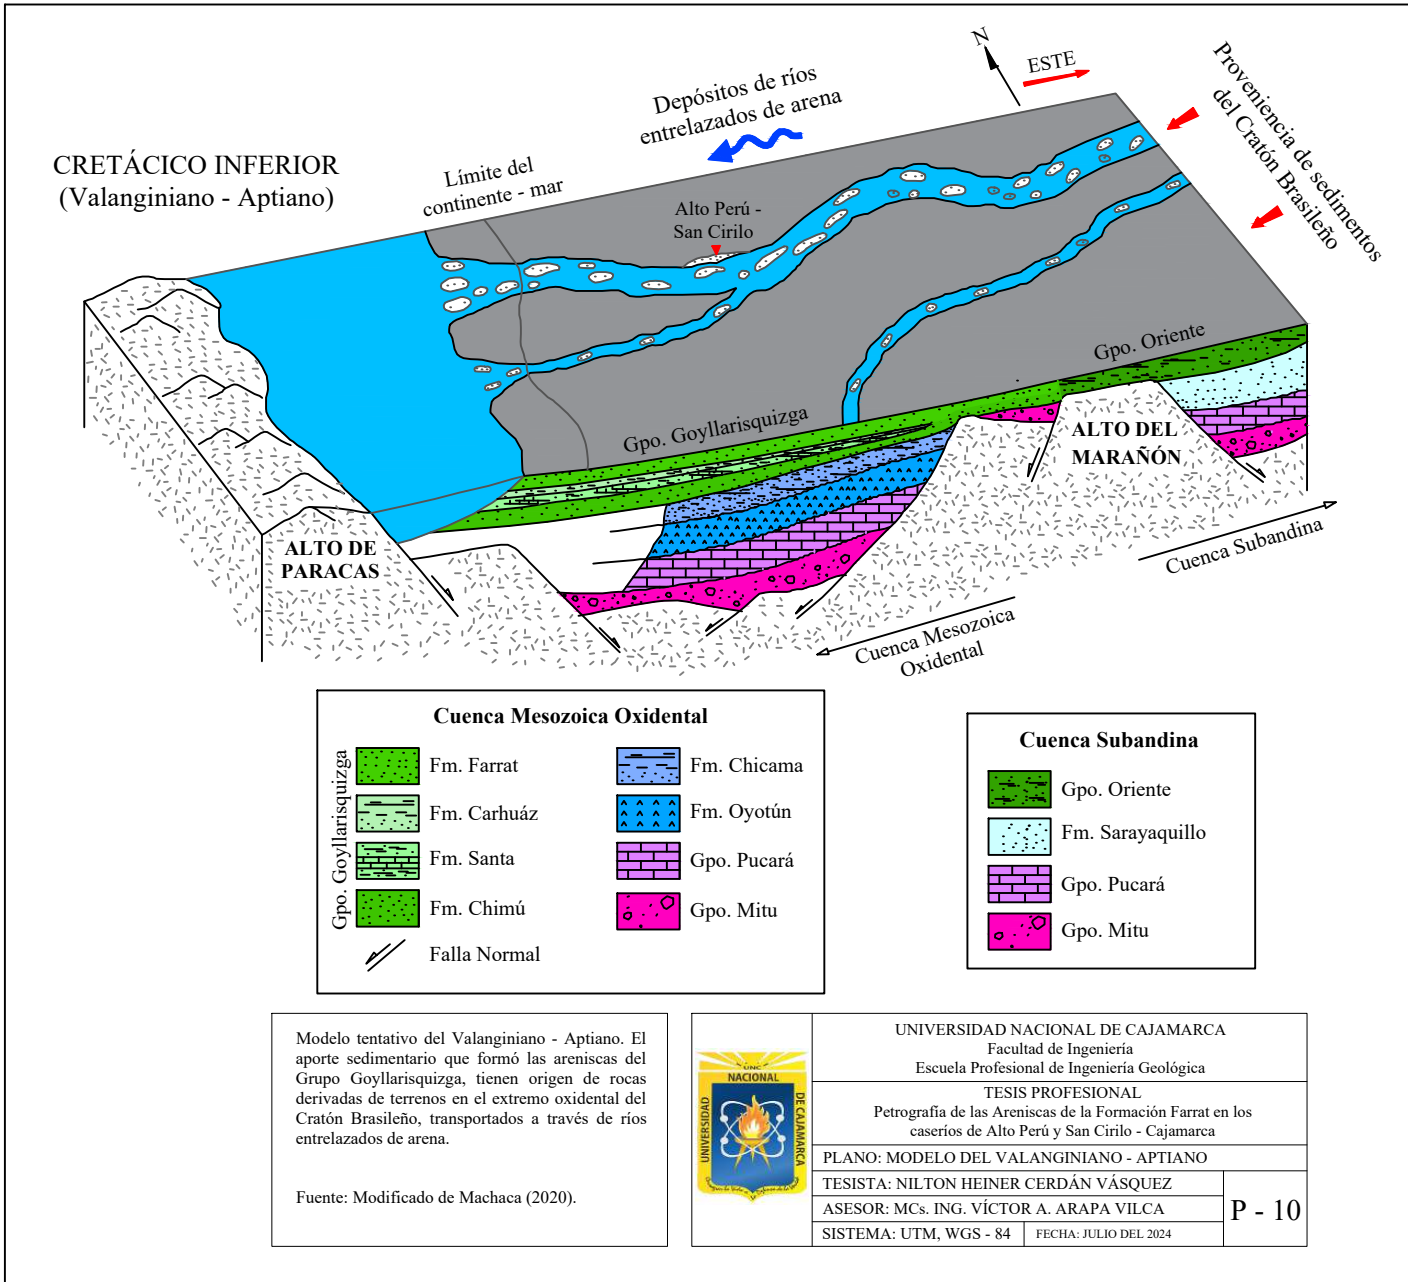 N
ESTE
Depósitos de ríos
entrelazados de arena
Proveniencia de sedimentos
del Cratón Brasileño
CRETÁCICO INFERIOR
(Valanginiano - Aptiano)
Límite del
continente - mar
Alto Perú -
San Cirilo
Gpo. Oriente
Gpo. Goyllarisquizga
ALTO DEL
MARAÑÓN
ALTO DE
PARACAS
Cuenca Subandina
Cuenca Mesozoica
Oxidental
Cuenca Mesozoica Oxidental
Gpo. Goyllarisquizga
Fm. Farrat
Fm. Carhuáz
Fm. Santa
Fm. Chimú
Falla Normal
Fm. Chicama
Fm. Oyotún
Gpo. Pucará
Gpo. Mitu
Cuenca Subandina
Gpo. Oriente
Fm. Sarayaquillo
Gpo. Pucará
Gpo. Mitu
Modelo tentativo del Valanginiano - Aptiano. El
aporte sedimentario que formó las areniscas del
Grupo Goyllarisquizga, tienen origen de rocas
derivadas de terrenos en el extremo oxidental del
Cratón Brasileño, transportados a través de ríos
entrelazados de arena.
Fuente: Modificado de Machaca (2020).
UNC
NACIONAL
UNIVERSIDAD
DE CAJAMARCA
UNIVERSIDAD NACIONAL DE CAJAMARCA
Facultad de Ingeniería
Escuela Profesional de Ingeniería Geológica
TESIS PROFESIONAL
Petrografía de las Areniscas de la Formación Farrat en los
caseríos de Alto Perú y San Cirilo - Cajamarca
PLANO: MODELO DEL VALANGINIANO - APTIANO
TESISTA: NILTON HEINER CERDÁN VÁSQUEZ
ASESOR: MCs. ING. VÍCTOR A. ARAPA VILCA
SISTEMA: UTM, WGS - 84
FECHA: JULIO DEL 2024
P - 10